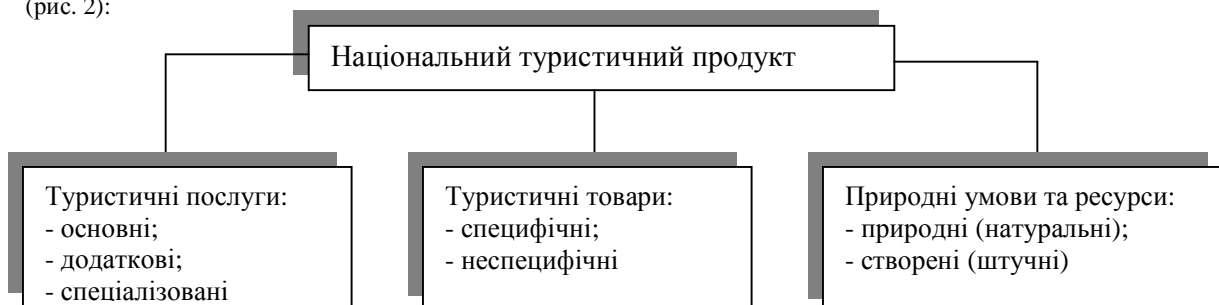 (рис. 2):
Національний туристичний продукт
Туристичні послуги:
- основні;
- додаткові;
- спеціалізовані
Туристичні товари:
- специфічні;
- неспецифічні
Природні умови та ресурси:
- природні (натуральні);
- створені (штучні)